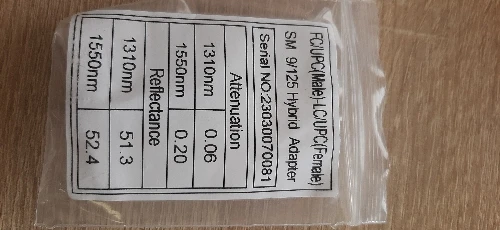 FC/UPC(Male)-LC/UPC(Female)
SM 9/125 Hybrid Adapter
Serial NO:23030070081
Attenuation
1310nm 0.06
1550nm 0.20
Reflectance
1310nm 51.3
1550nm 52.4